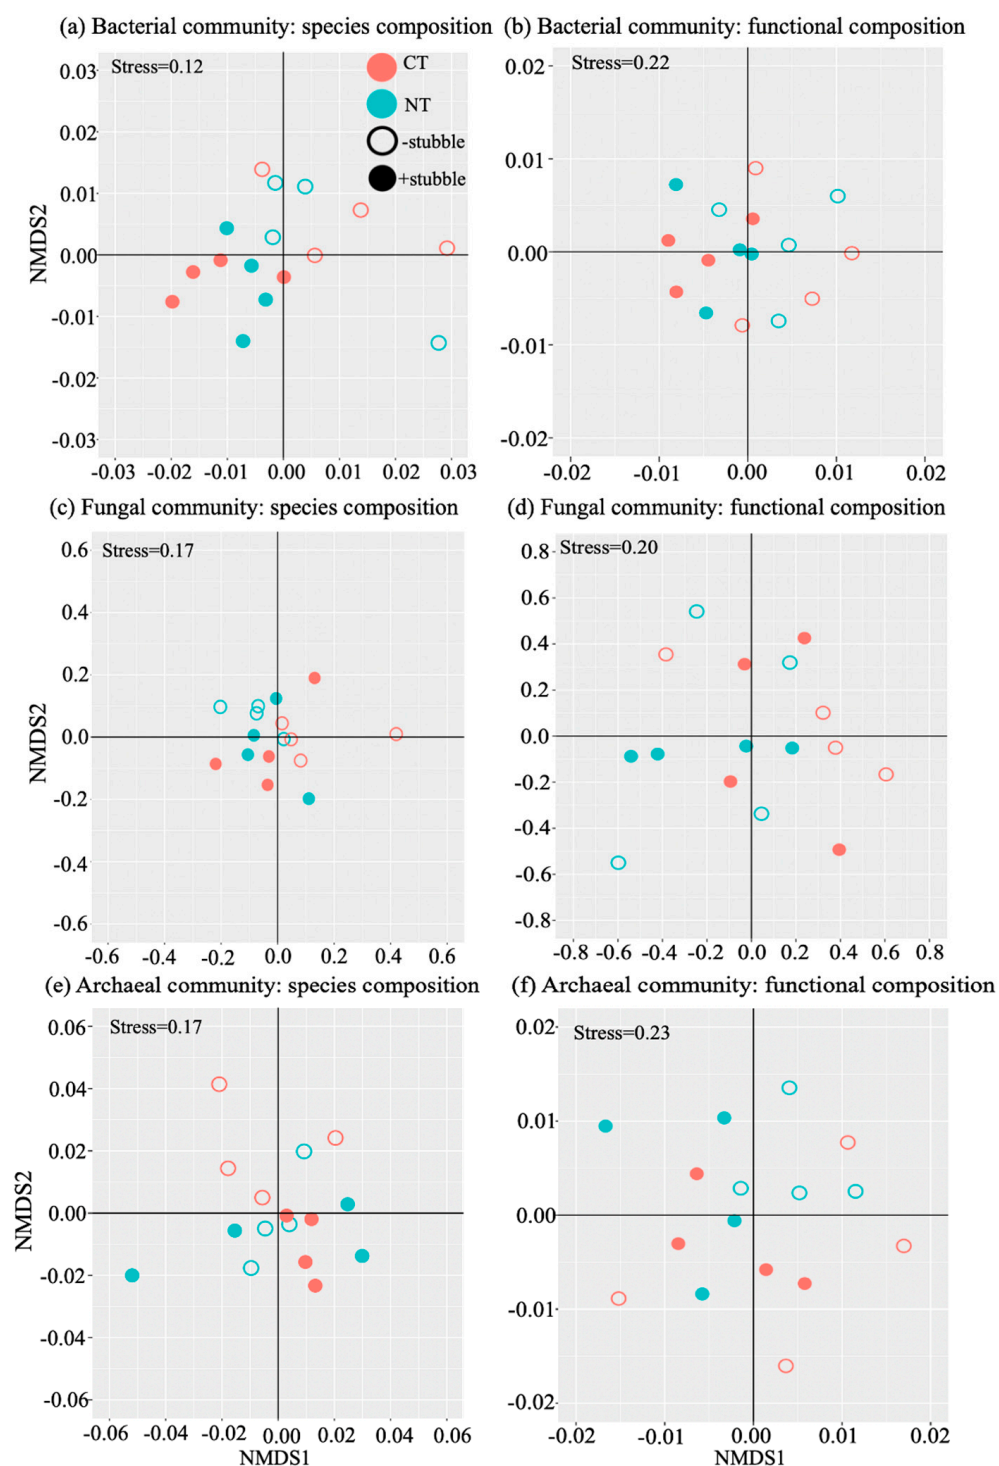 (a) Bacterial community: species composition
Stress=0.12
CT
NT
-stubble
+stubble
NMDS2
0.03
0.02
0.01
0.00
-0.01
-0.02
-0.03
-0.03 -0.02 -0.01 0.00 0.01 0.02 0.03
(b) Bacterial community: functional composition
Stress=0.22
0.02
0.01
0.00
-0.01
-0.02
-0.02 -0.02 0.00 0.01 0.02
(c) Fungal community: species composition
Stress=0.17
NMDS2
0.6
0.4
0.2
0.0
-0.2
-0.4
-0.6
-0.6 -0.4 -0.2 0.0 0.2 0.4 0.6
(d) Fungal community: functional composition
Stress=0.20
0.8
0.6
0.4
0.2
0.0
-0.2
-0.4
-0.6
-0.8
-0.8 -0.6 -0.4 -0.2 0.0 0.2 0.4 0.6 0.8
(e) Archaeal community: species composition
Stress=0.17
NMDS2
0.06
0.04
0.02
0.00
-0.02
-0.04
-0.06
-0.06 -0.04 -0.02 0.00 0.02 0.04 0.06
NMDS1
(f) Archaeal community: functional composition
Stress=0.23
0.02
0.01
0.00
-0.01
-0.02
-0.02 -0.01 0.00 0.01 0.02
NMDS1